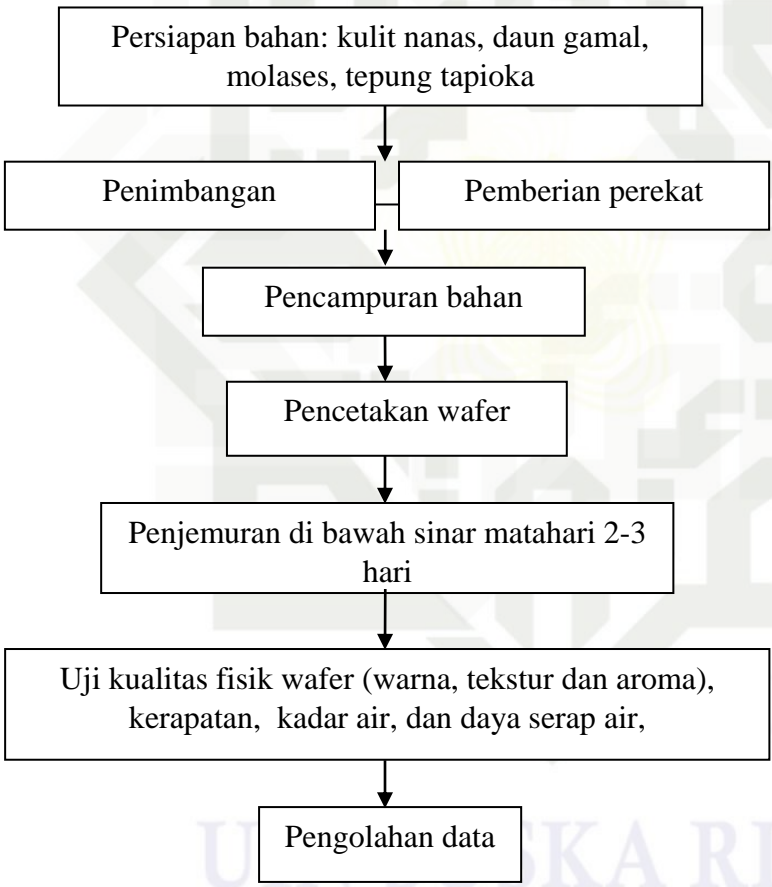 Persiapan bahan: kulit nanas, daun gamal,
molases, tepung tapioka
Penimbangan
Pemberian perekat
Pencampuran bahan
Pencetakan wafer
Penjemuran di bawah sinar matahari 2-3
hari
Uji kualitas fisik wafer (warna, tekstur dan aroma),
kerapatan,  kadar air, dan daya serap air,
Pengolahan data